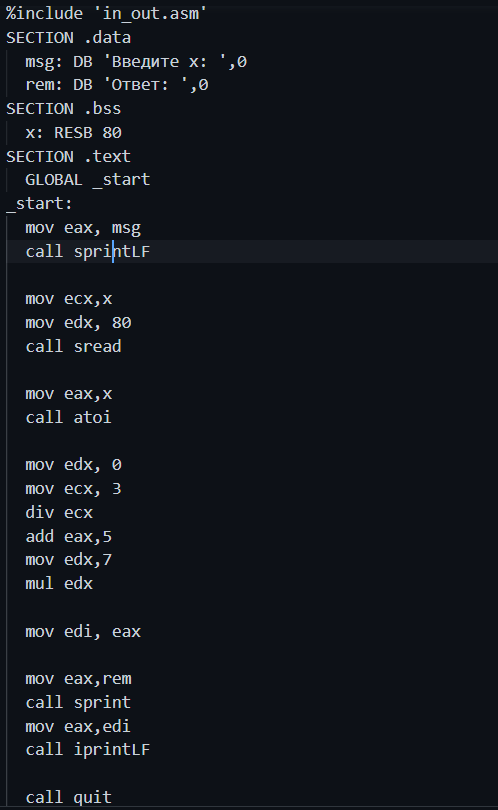 %include 'in_out.asm'
SECTION .data
msg: DB 'Введите x: ',0
rem: DB 'Ответ: ',0
SECTION .bss
x: RESB 80
SECTION .text
GLOBAL _start
_start:
mov eax, msg
call sprintLF
mov ecx,x
mov edx, 80
call sread
mov eax,x
call atoi
mov edx, 0
mov ecx, 3
div ecx
add eax,5
mov edx,7
mul edx
mov edi, eax
mov eax,rem
call sprint
mov eax,edi
call iprintLF
call quit